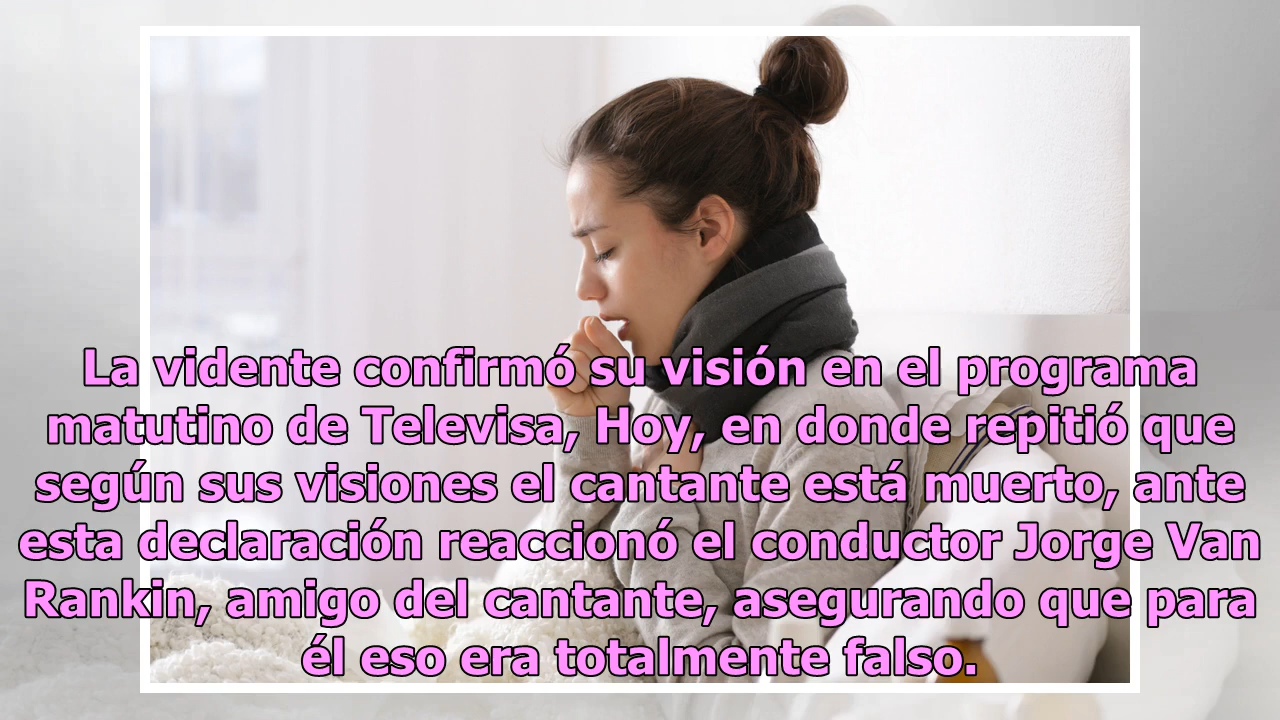 La vidente confirmó su visión en el programa
matutino de Televisa, Hoy, en donde repitió que
según sus visiones el cantante está muerto, ante
esta declaración reaccionó el conductor Jorge Van
Rankin, amigo del cantante, asegurando que para
él eso era totalmente falso.